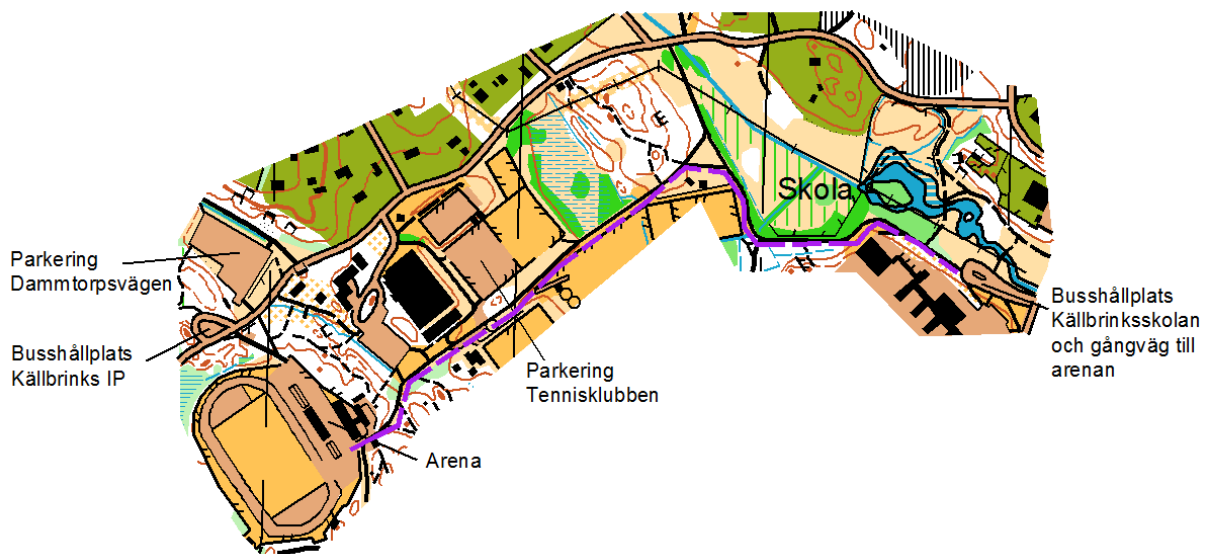 Skola
Parkering
Dammtorpsvägen
Busshållplats
Källbrinks IP
Parkering
Tennisklubben
Arena
Busshållplats
Källbrinksskolan
och gångväg till
arenan